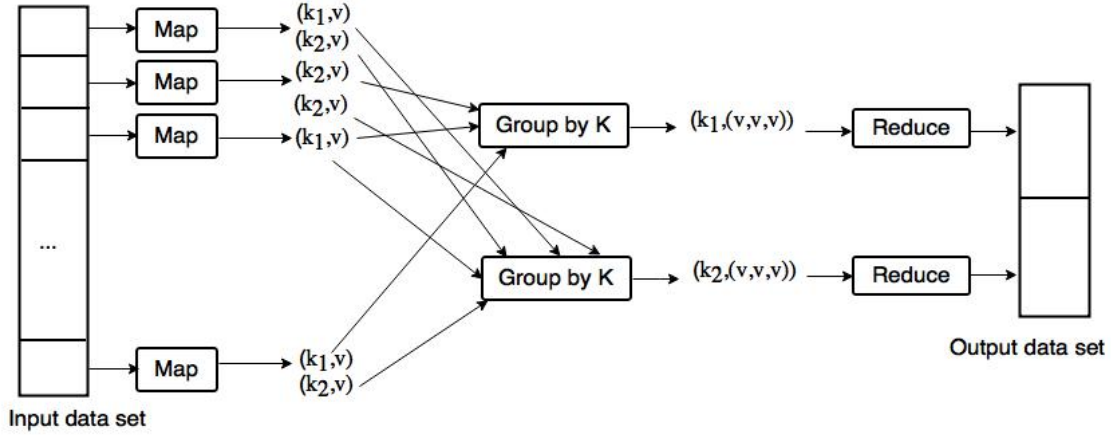 Map
(k1,v)
(k2,v)
Map
(k2,v)
(k2,v)
Map
(k1,v)
Group by K
(k1,(v,v,v))
Reduce
...
Group by K
(k2,(v,v,v))
Reduce
Map
(k1,v)
(k2,v)
Output data set
Input data set